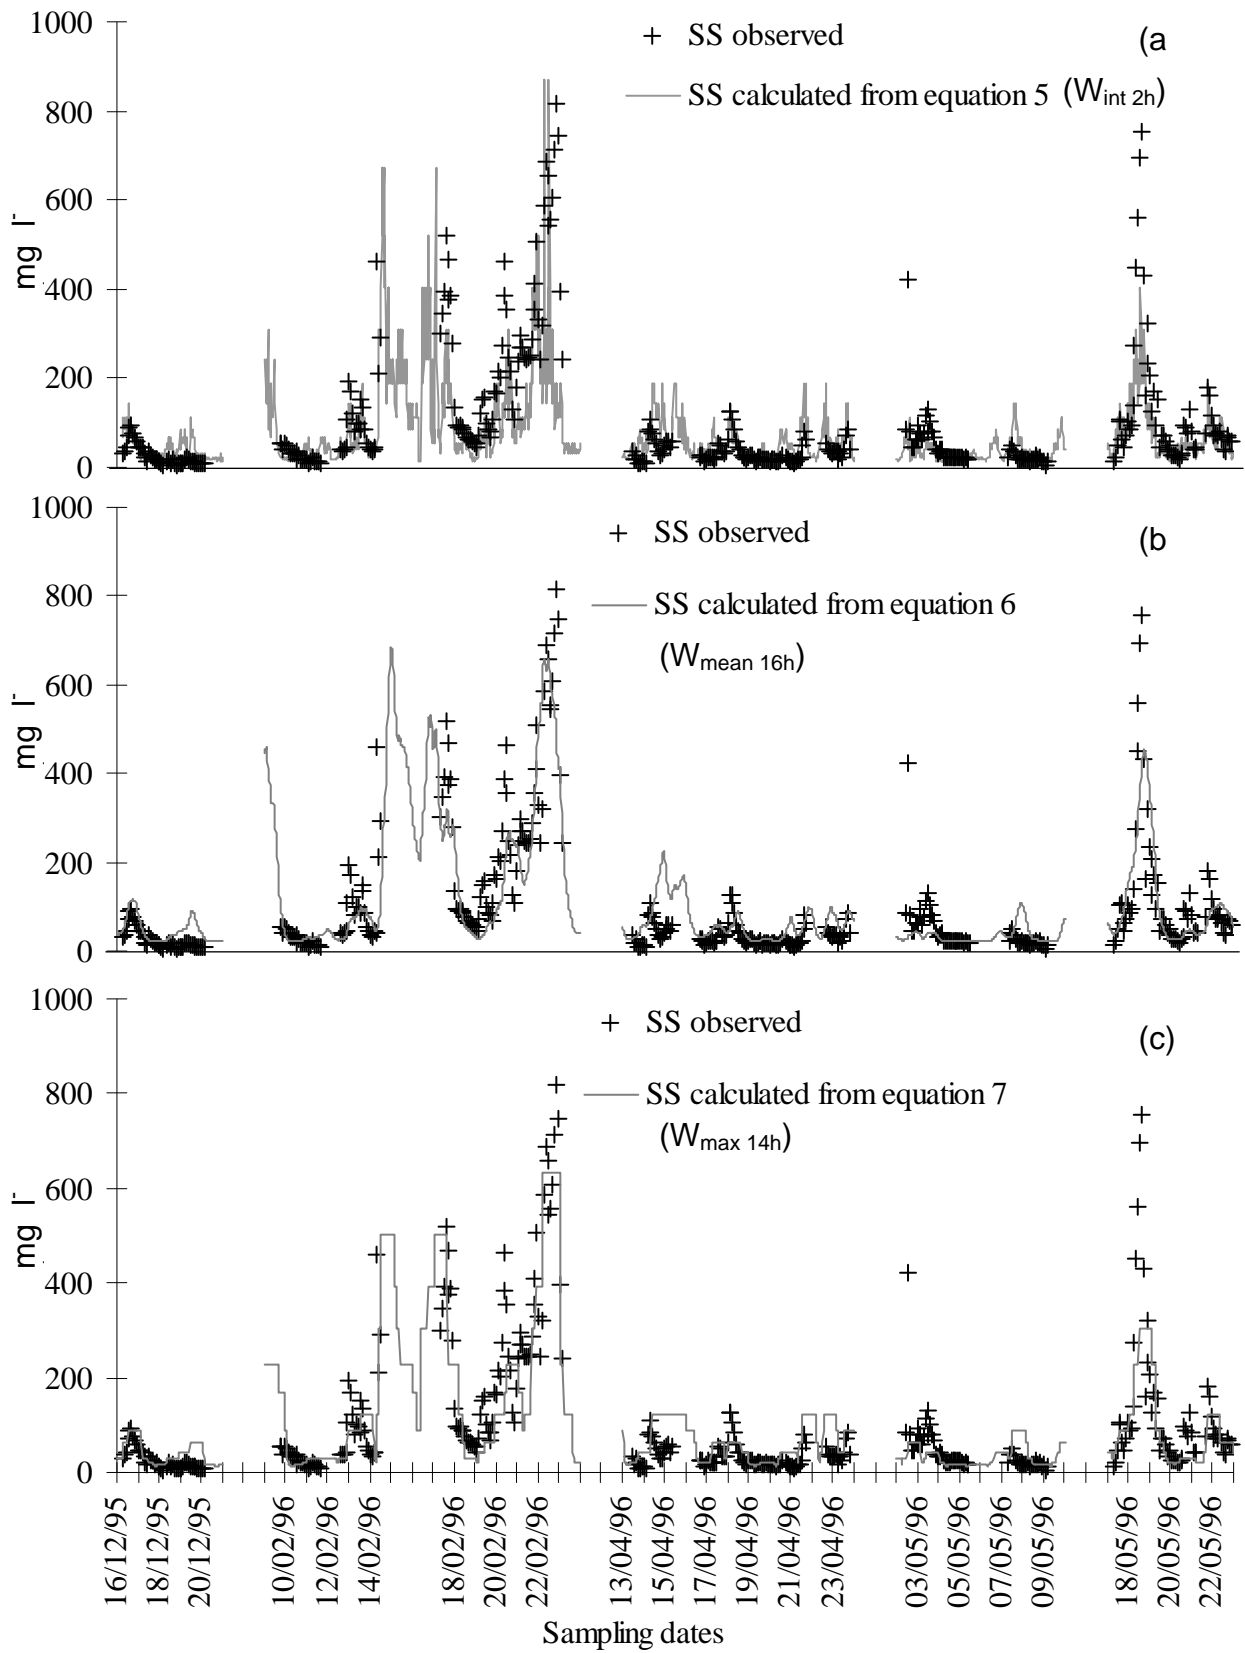 1000
800
600
400
200
0
mg l-
SS observed
SS calculated from equation 5 (Wint 2h)
(a
1000
800
600
400
200
0
mg l-
SS observed
SS calculated from equation 6
(Wmean 16h)
(b
1000
800
600
400
200
0
mg l-
SS observed
SS calculated from equation 7
(Wmax 14h)
(c)
16/12/95
18/12/95
20/12/95
10/02/96
12/02/96
14/02/96
18/02/96
20/02/96
22/02/96
13/04/96
15/04/96
17/04/96
19/04/96
21/04/96
23/04/96
03/05/96
05/05/96
07/05/96
09/05/96
18/05/96
20/05/96
22/05/96
Sampling dates